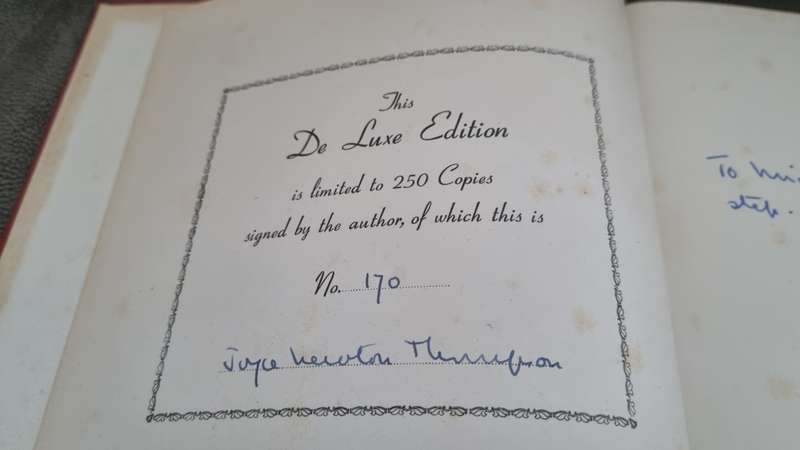 This
De Luxe Edition
is limited to 250 Copies
signed by the author, of which this is
No. 170
Joyce Newton Thompson
To
step.